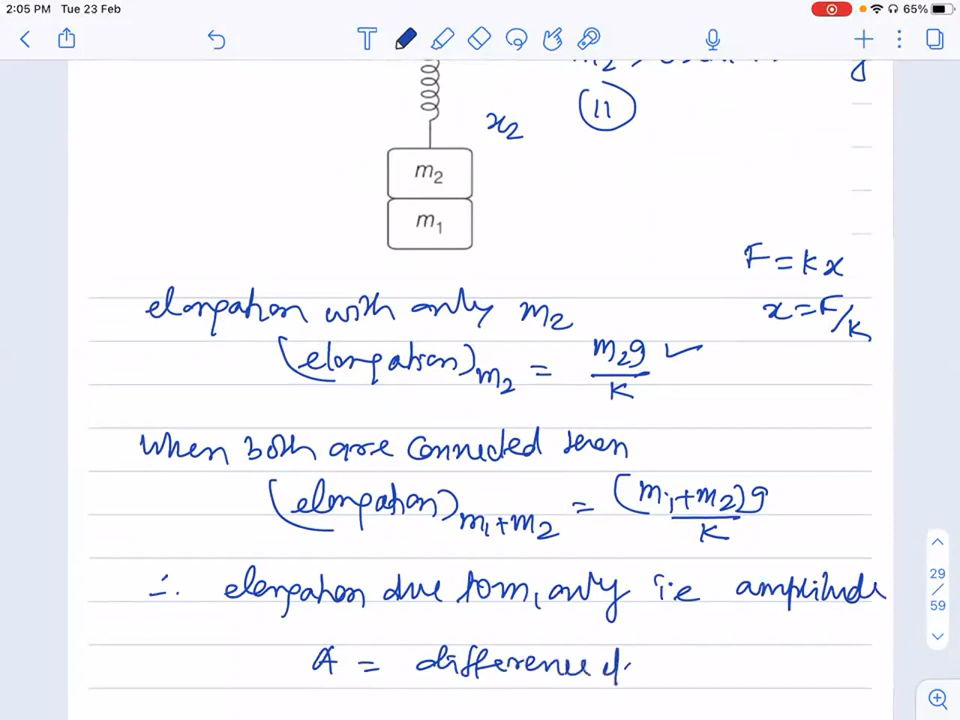 2:05 PM Tue 23 Feb
65%
T
x2
11
m2
m1
F = Kx
x = F/K
elongation with only m2
(elongation)m2 = m2g / K
When both are connected then
(elongation)m1+m2 = (m1+m2)g / K
∴ elongation due to m1 only i.e amplitude
A = difference of
29
/
59